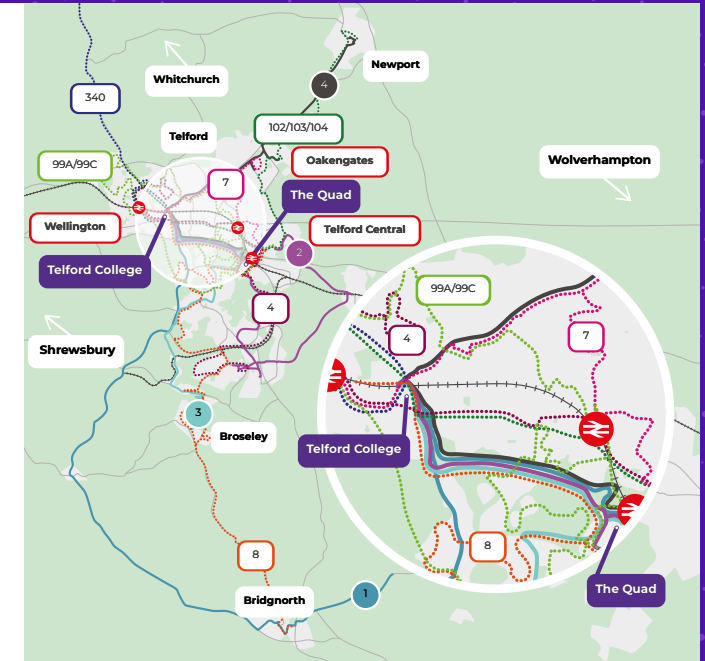 Newport
Whitchurch
4
340
102/103/104
Telford
Oakengates
Wolverhampton
99A/99C
7
The Quad
Wellington
Telford Central
2
Telford College
99A/99C
4
7
4
Shrewsbury
3
Broseley
Telford College
8
8
The Quad
1
Bridgnorth